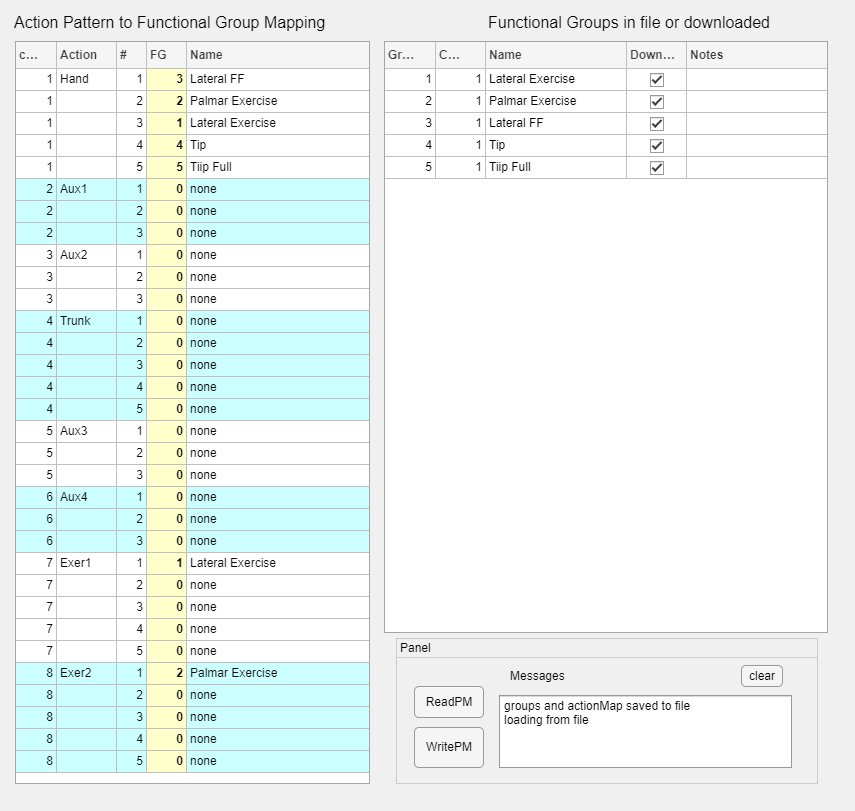 Action Pattern to Functional Group Mapping
c... Action # FG Name
1 Hand 1 3 Lateral FF
1 2 2 Palmar Exercise
1 3 1 Lateral Exercise
1 4 4 Tip
1 5 5 Tiip Full
2 Aux1 1 0 none
2 2 0 none
2 3 0 none
3 Aux2 1 0 none
3 2 0 none
3 3 0 none
4 Trunk 1 0 none
4 2 0 none
4 3 0 none
4 4 0 none
4 5 0 none
5 Aux3 1 0 none
5 2 0 none
5 3 0 none
6 Aux4 1 0 none
6 2 0 none
6 3 0 none
7 Exer1 1 1 Lateral Exercise
7 2 0 none
7 3 0 none
7 4 0 none
7 5 0 none
8 Exer2 1 2 Palmar Exercise
8 2 0 none
8 3 0 none
8 4 0 none
8 5 0 none
Functional Groups in file or downloaded
Gr... C... Name Down... Notes
1 1 Lateral Exercise
2 1 Palmar Exercise
3 1 Lateral FF
4 1 Tip
5 1 Tiip Full
Panel
Messages
clear
ReadPM
WritePM
groups and actionMap saved to file
loading from file